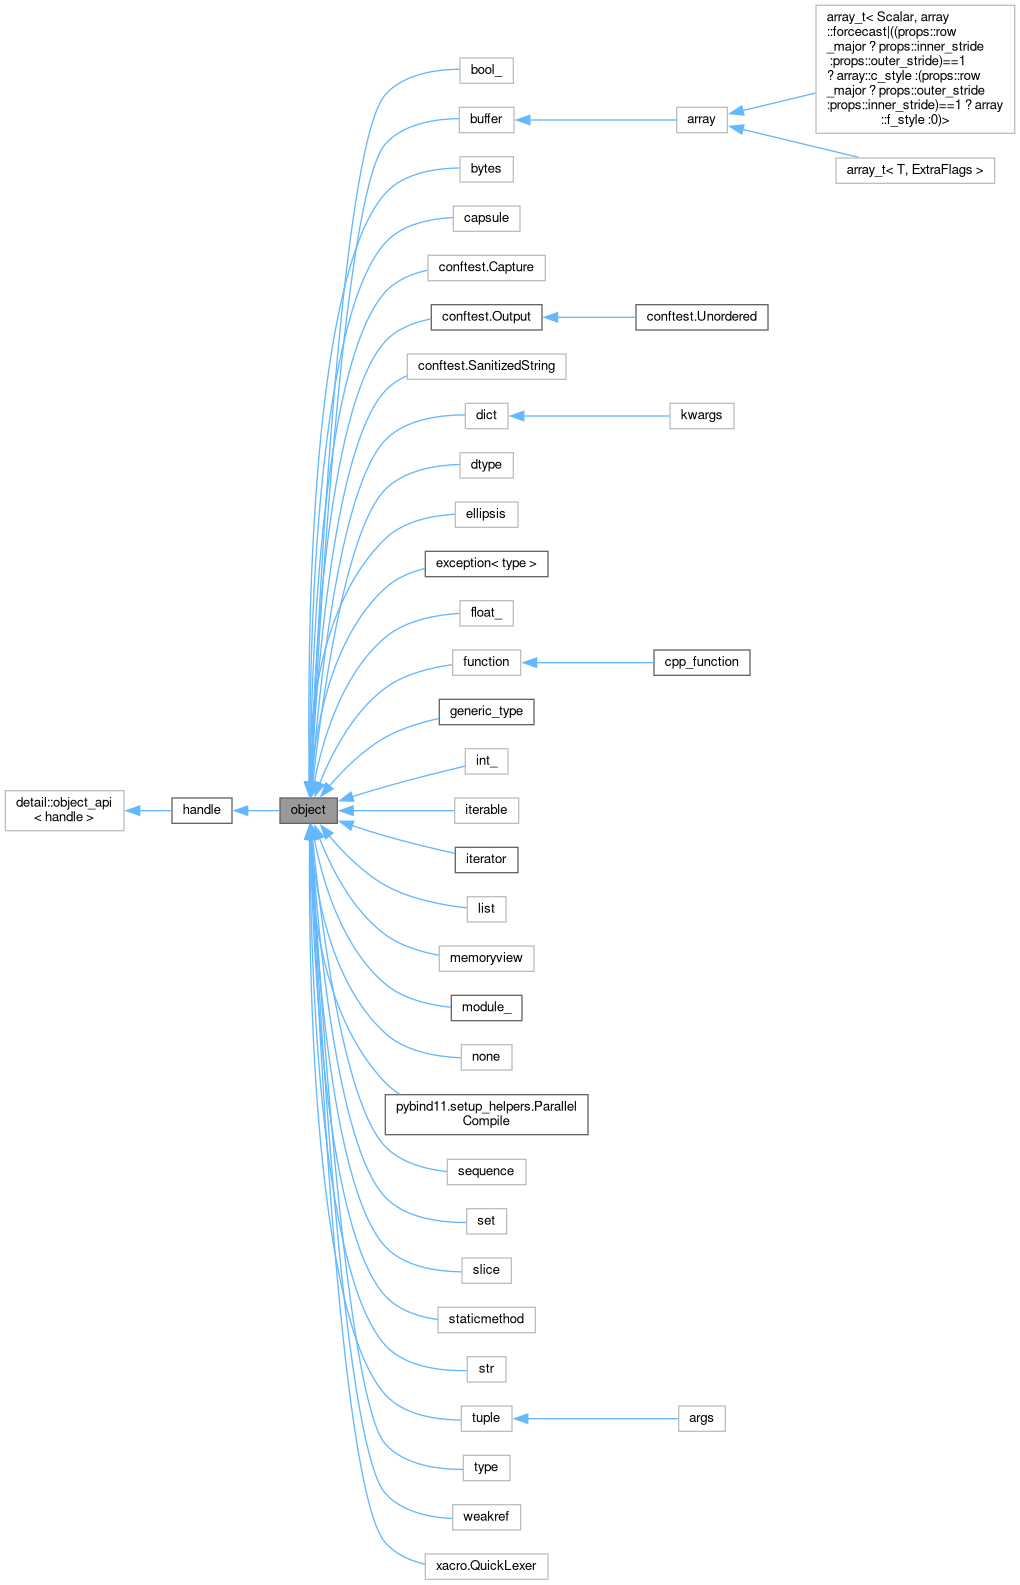 array_t< Scalar, array
::forcecast|((props::row
_major ? props::inner_stride
:props::outer_stride)==1
? array::c_style :(props::row
_major ? props::outer_stride
:props::inner_stride)==1 ? array
::f_style :0)>
bool_
buffer
array
array_t< T, ExtraFlags >
bytes
capsule
conftest.Capture
conftest.Output
conftest.Unordered
conftest.SanitizedString
dict
kwargs
dtype
ellipsis
exception< type >
float_
function
cpp_function
generic_type
int_
detail::object_api
< handle >
handle
object
iterable
iterator
list
memoryview
module_
none
pybind11.setup_helpers.Parallel
Compile
sequence
set
slice
staticmethod
str
tuple
args
type
weakref
xacro.QuickLexer